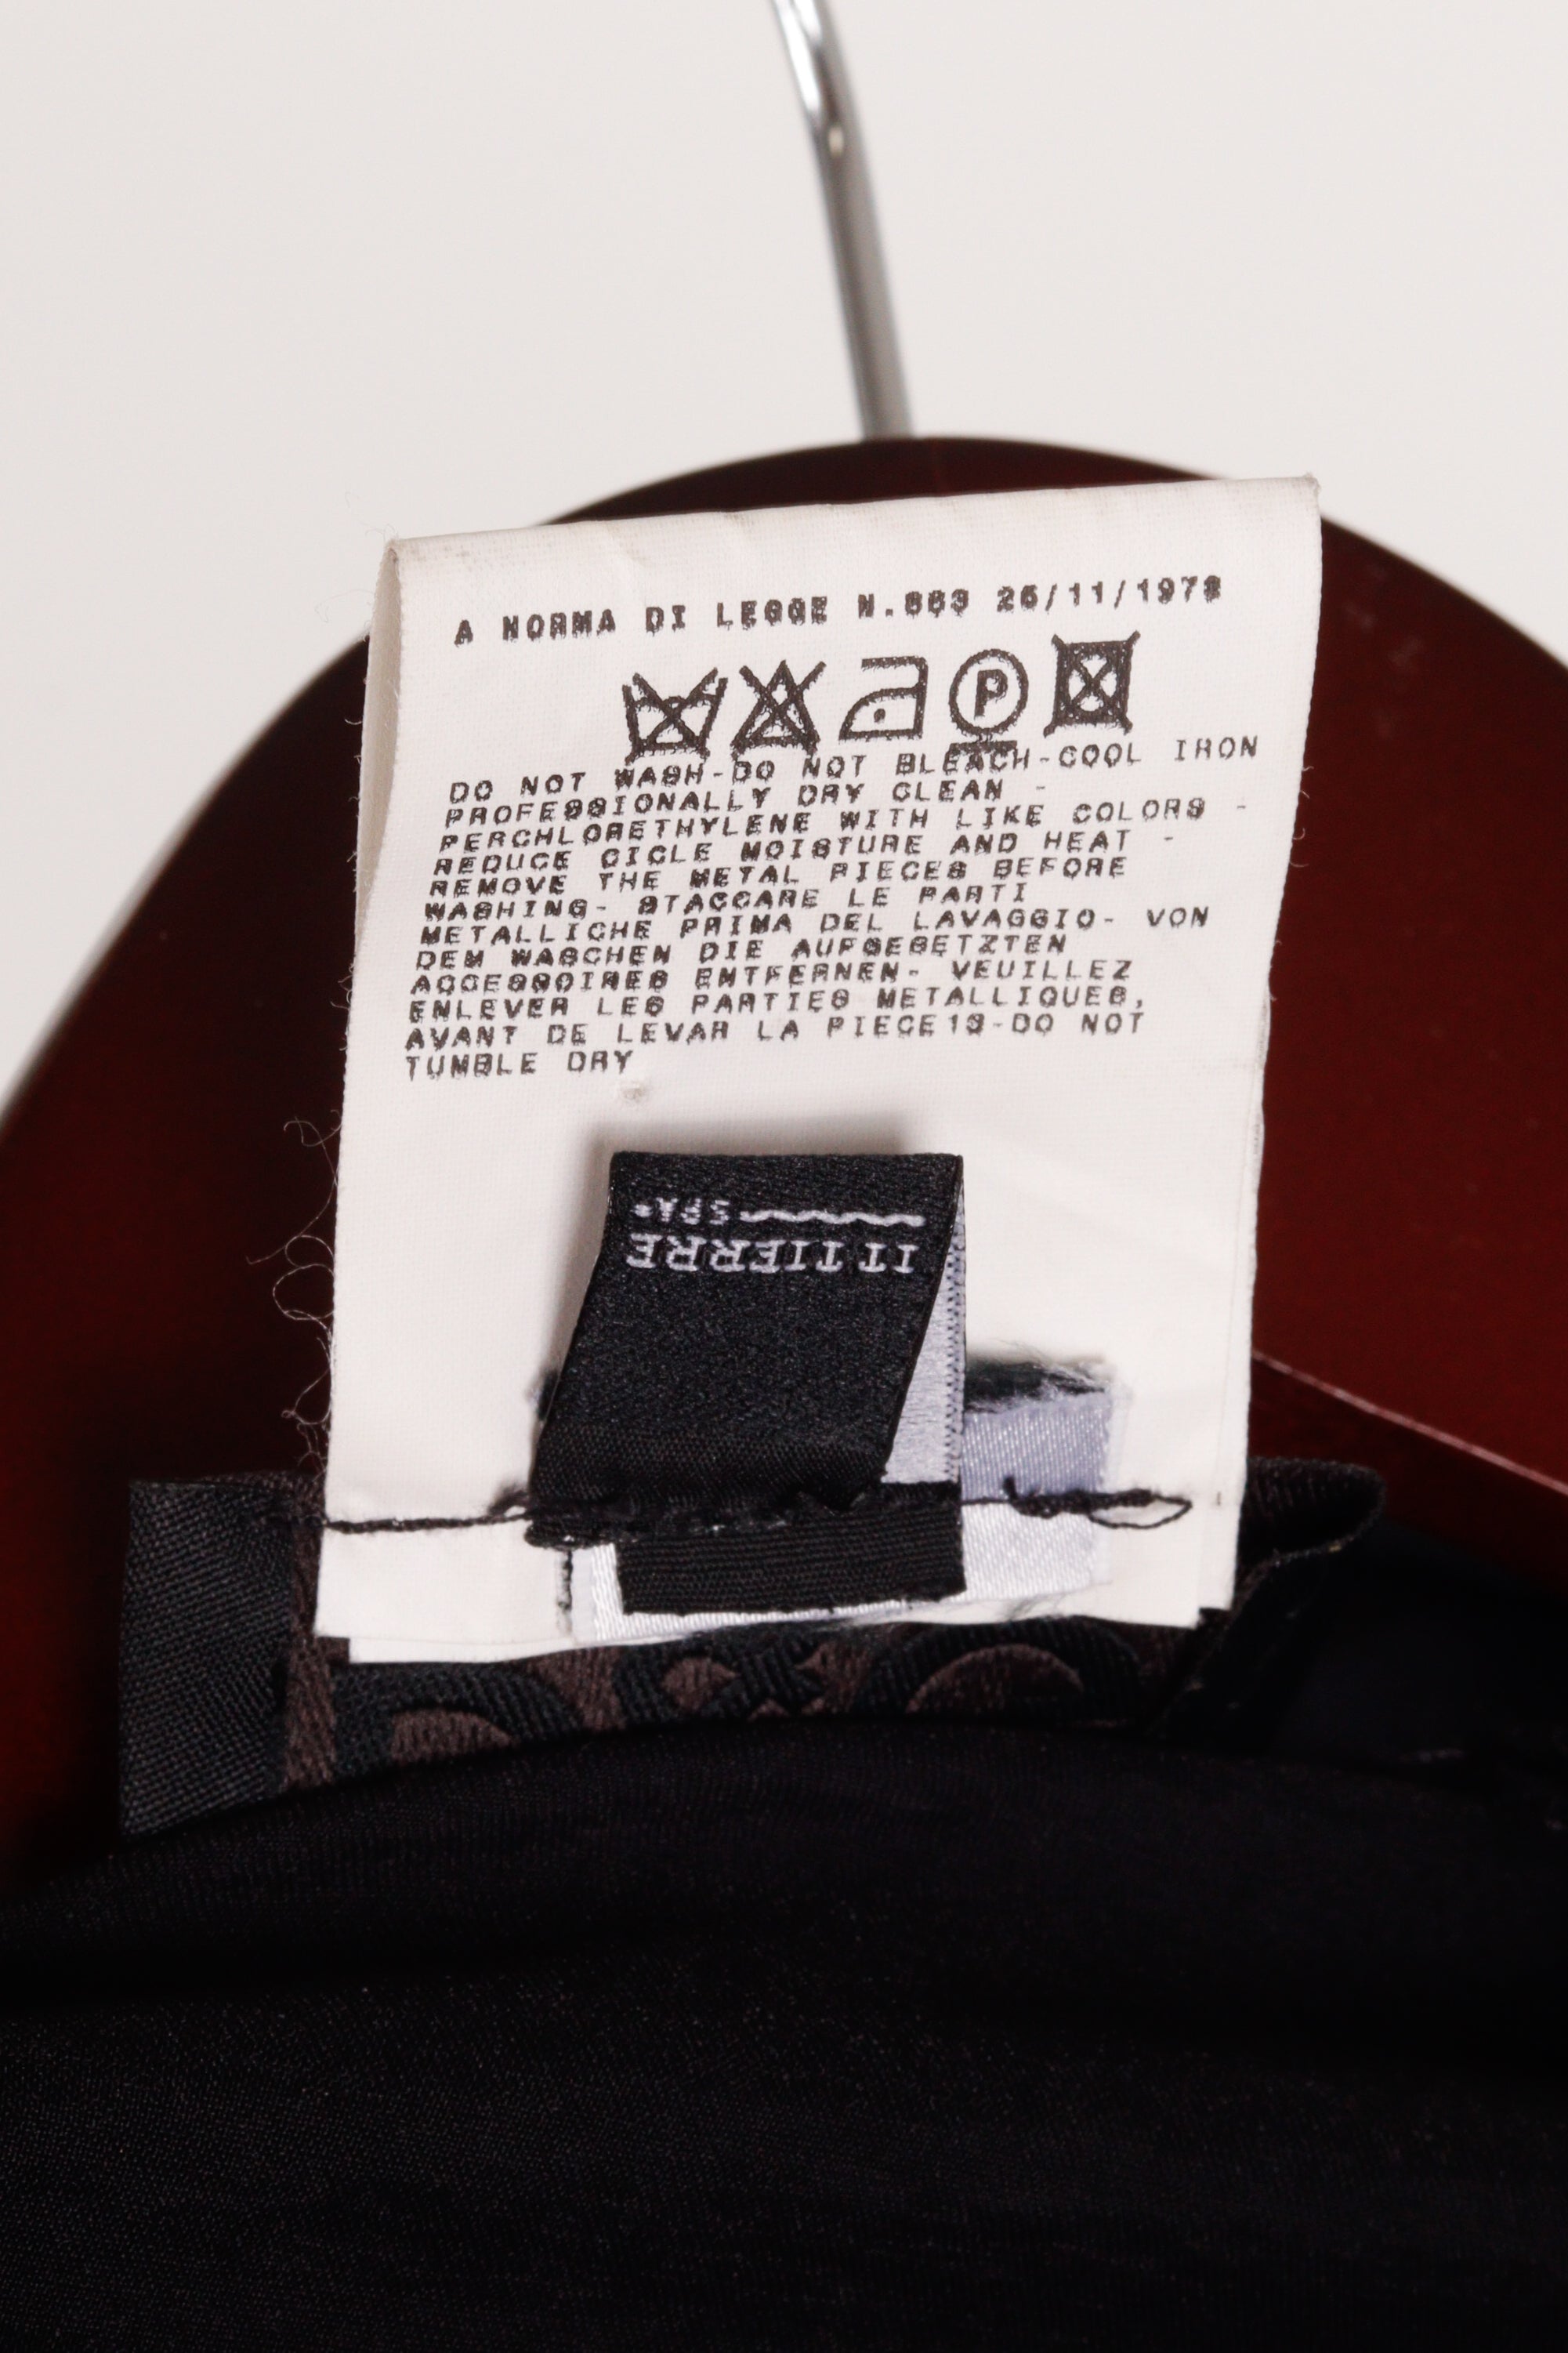 A NORMA DI LEGGE N.883 26/11/1973
P
DO NOT WASH-DO NOT BLEACH-COOL IRON
PROFESSIONALLY DRY CLEAN -
PERCHLORETHYLENE WITH LIKE COLORS -
REDUCE CICLE MOISTURE AND HEAT -
REMOVE THE METAL PIECES BEFORE
WASHING- STACCARE LE PARTI
METALLICHE PRIMA DEL LAVAGGIO- VON
DEM WASCHEN DIE AUFGESETZTEN
ACCESSOIRES ENTFERNEN- VEUILLEZ
ENLEVER LES PARTIES METALLIQUES,
AVANT DE LEVAR LA PIECE13-DO NOT
TUMBLE DRY
ITTIERRE
SPA